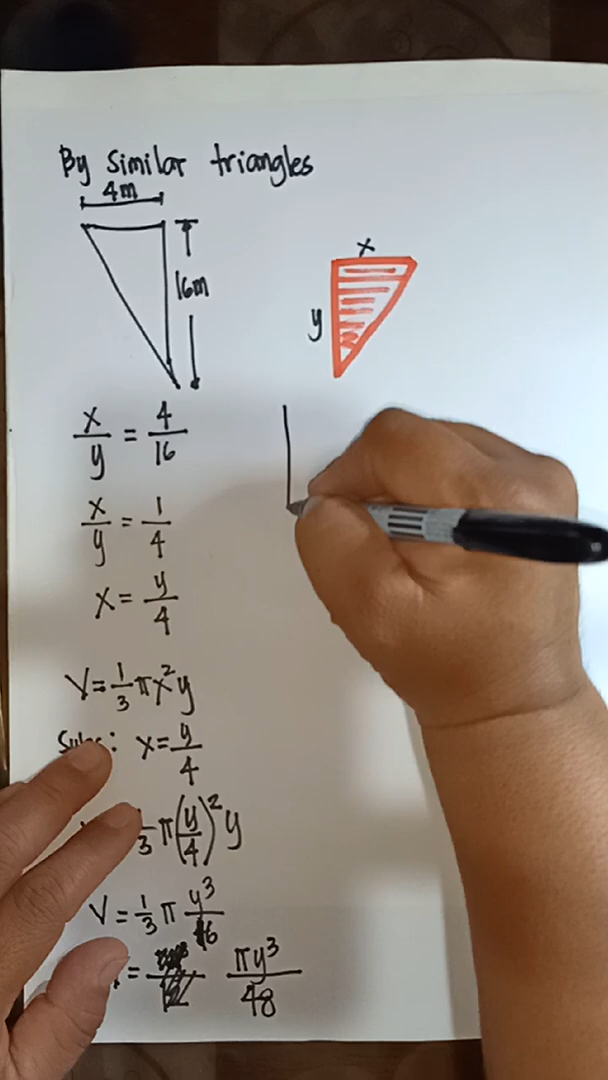 By Similar triangles
4m
16m
x
y
x/y = 4/16
x/y = 1/4
x = y/4
V = 1/3 πx²y
x = y/4
π(y/4)² y
V = 1/3 π y³/16
= πy³/48